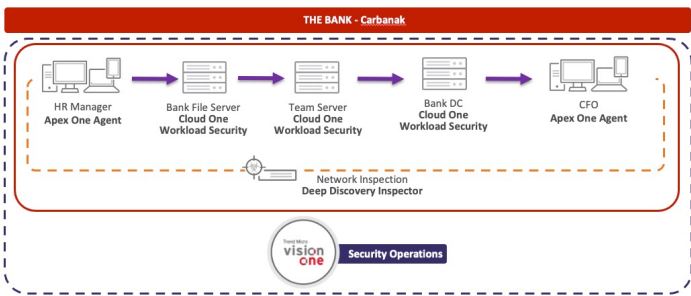 THE BANK - Carbanak
HR Manager
Apex One Agent
Bank File Server
Cloud One
Workload Security
Team Server
Cloud One
Workload Security
Bank DC
Cloud One
Workload Security
CFO
Apex One Agent
Network Inspection
Deep Discovery Inspector
Trend Micro
vision
one
Security Operations